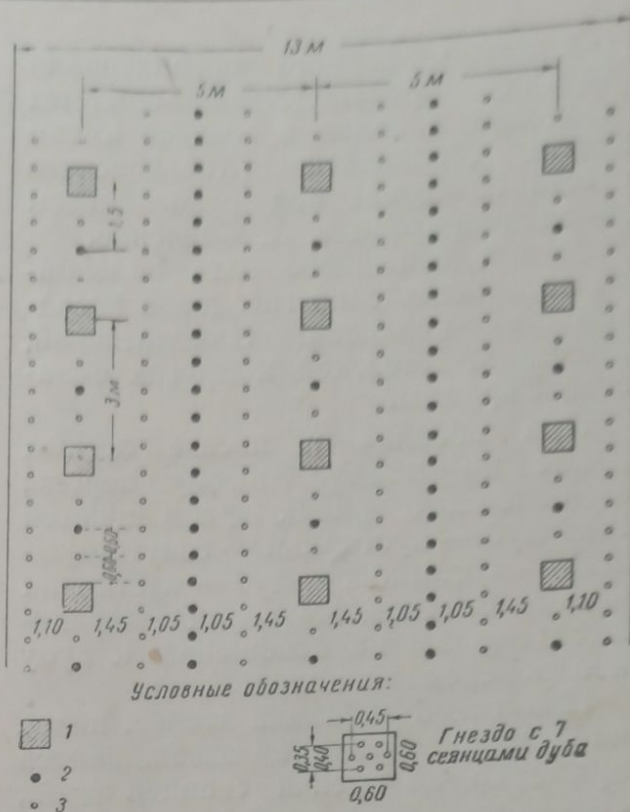 13 м
5 м 5 м
1,5
3 м
0,60 0,60
1,10 1,45 1,05 1,05 1,45 1,45 1,05 1,05 1,45 1,10
Условные обозначения:
1
2
3
0,45
0,35
0,40
0,60
0,60
Гнездо с 7
сеянцами дуба